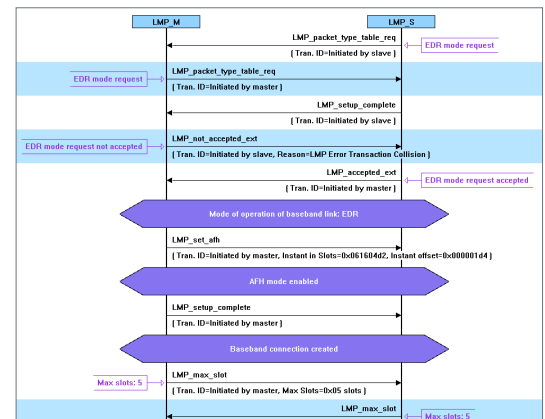 LMP_M LMP_S
LMP_packet_type_table_req
EDR mode request
( Tran. ID=Initiated by slave )
LMP_packet_type_table_req
EDR mode request
( Tran. ID=Initiated by master )
LMP_setup_complete
( Tran. ID=Initiated by slave )
LMP_not_accepted_ext
EDR mode request not accepted
( Tran. ID=Initiated by slave, Reason=LMP Error Transaction Collision )
LMP_accepted_ext
EDR mode request accepted
( Tran. ID=Initiated by master )
Mode of operation of baseband link: EDR
LMP_set_afh
( Tran. ID=Initiated by master, Instant in Slots=0x061604d2, Instant offset=0x000001d4 )
AFH mode enabled
LMP_setup_complete
( Tran. ID=Initiated by master )
Baseband connection created
LMP_max_slot
Max slots: 5
( Tran. ID=Initiated by master, Max Slots=0x05 slots )
LMP_max_slot
Max slots: 5